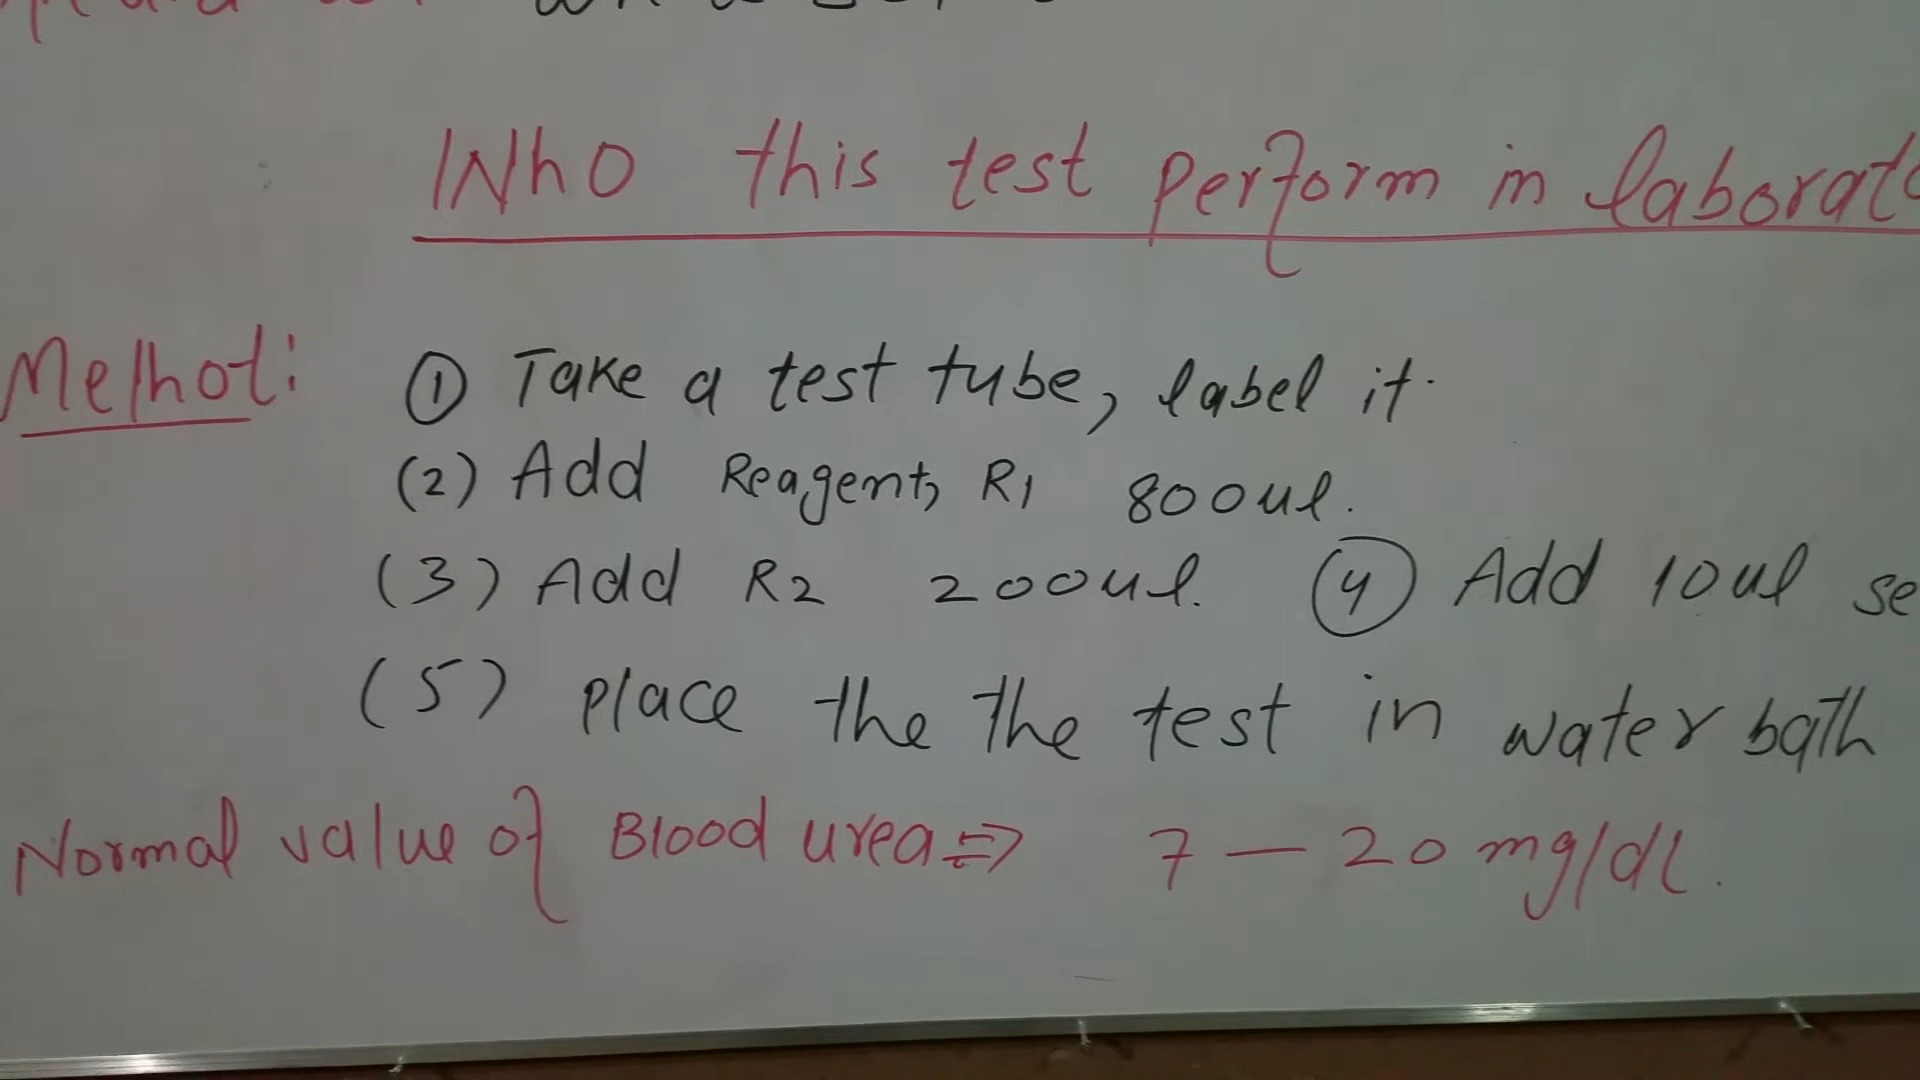 Who this test perform in laborato
Methot:
① Take a test tube, label it.
(2) Add Reagent, R1 800ul.
(3) Add R2 200ul. ④ Add 10ul se
(5) place the the test in water bath
Normal value of Blood urea ⇒ 7 — 20 mg/dl.